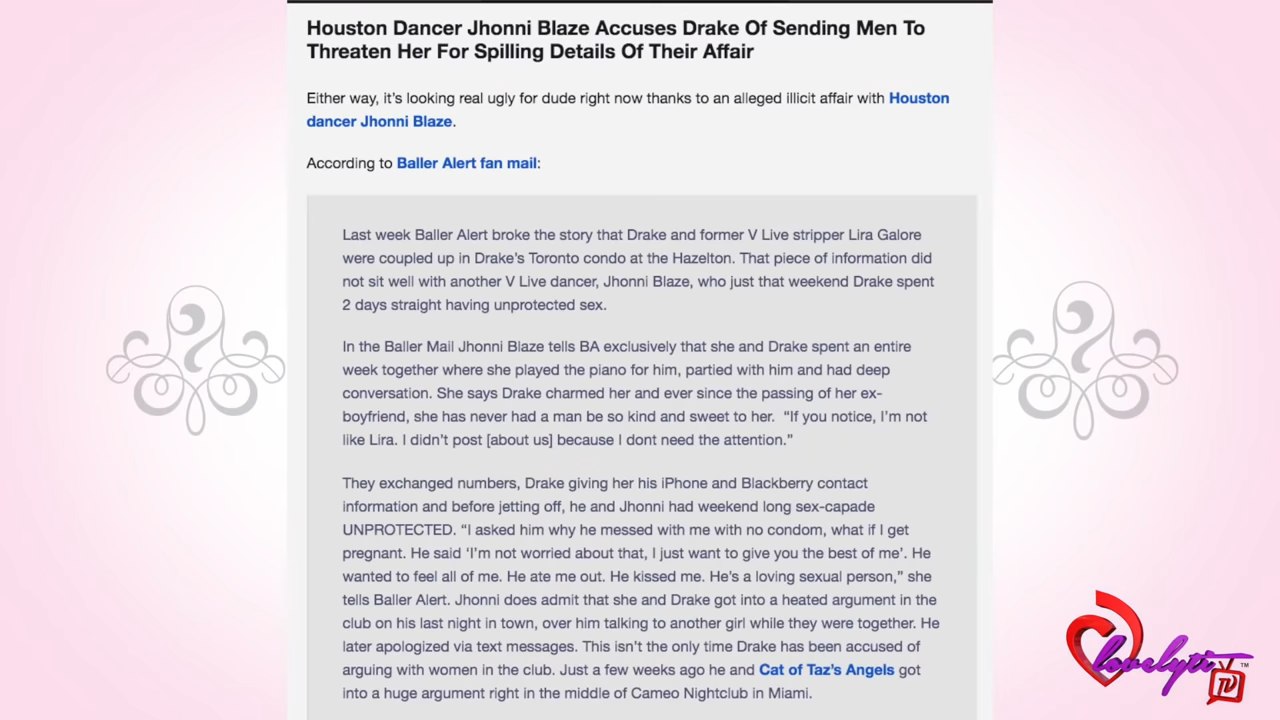 Houston Dancer Jhonni Blaze Accuses Drake Of Sending Men To
Threaten Her For Spilling Details Of Their Affair
Either way, it’s looking real ugly for dude right now thanks to an alleged illicit affair with Houston
dancer Jhonni Blaze.
According to Baller Alert fan mail:
Last week Baller Alert broke the story that Drake and former V Live stripper Lira Galore
were coupled up in Drake’s Toronto condo at the Hazelton. That piece of information did
not sit well with another V Live dancer, Jhonni Blaze, who just that weekend Drake spent
2 days straight having unprotected sex.
In the Baller Mail Jhonni Blaze tells BA exclusively that she and Drake spent an entire
week together where she played the piano for him, partied with him and had deep
conversation. She says Drake charmed her and ever since the passing of her ex-
boyfriend, she has never had a man be so kind and sweet to her.  “If you notice, I’m not
like Lira. I didn’t post [about us] because I dont need the attention.”
They exchanged numbers, Drake giving her his iPhone and Blackberry contact
information and before jetting off, he and Jhonni had weekend long sex-capade
UNPROTECTED. “I asked him why he messed with me with no condom, what if I get
pregnant. He said ‘I’m not worried about that, I just want to give you the best of me’. He
wanted to feel all of me. He ate me out. He kissed me. He’s a loving sexual person,” she
tells Baller Alert. Jhonni does admit that she and Drake got into a heated argument in the
club on his last night in town, over him talking to another girl while they were together. He
later apologized via text messages. This isn’t the only time Drake has been accused of
arguing with women in the club. Just a few weeks ago he and Cat of Taz’s Angels got
into a huge argument right in the middle of Cameo Nightclub in Miami.
lovelyti TM
TV